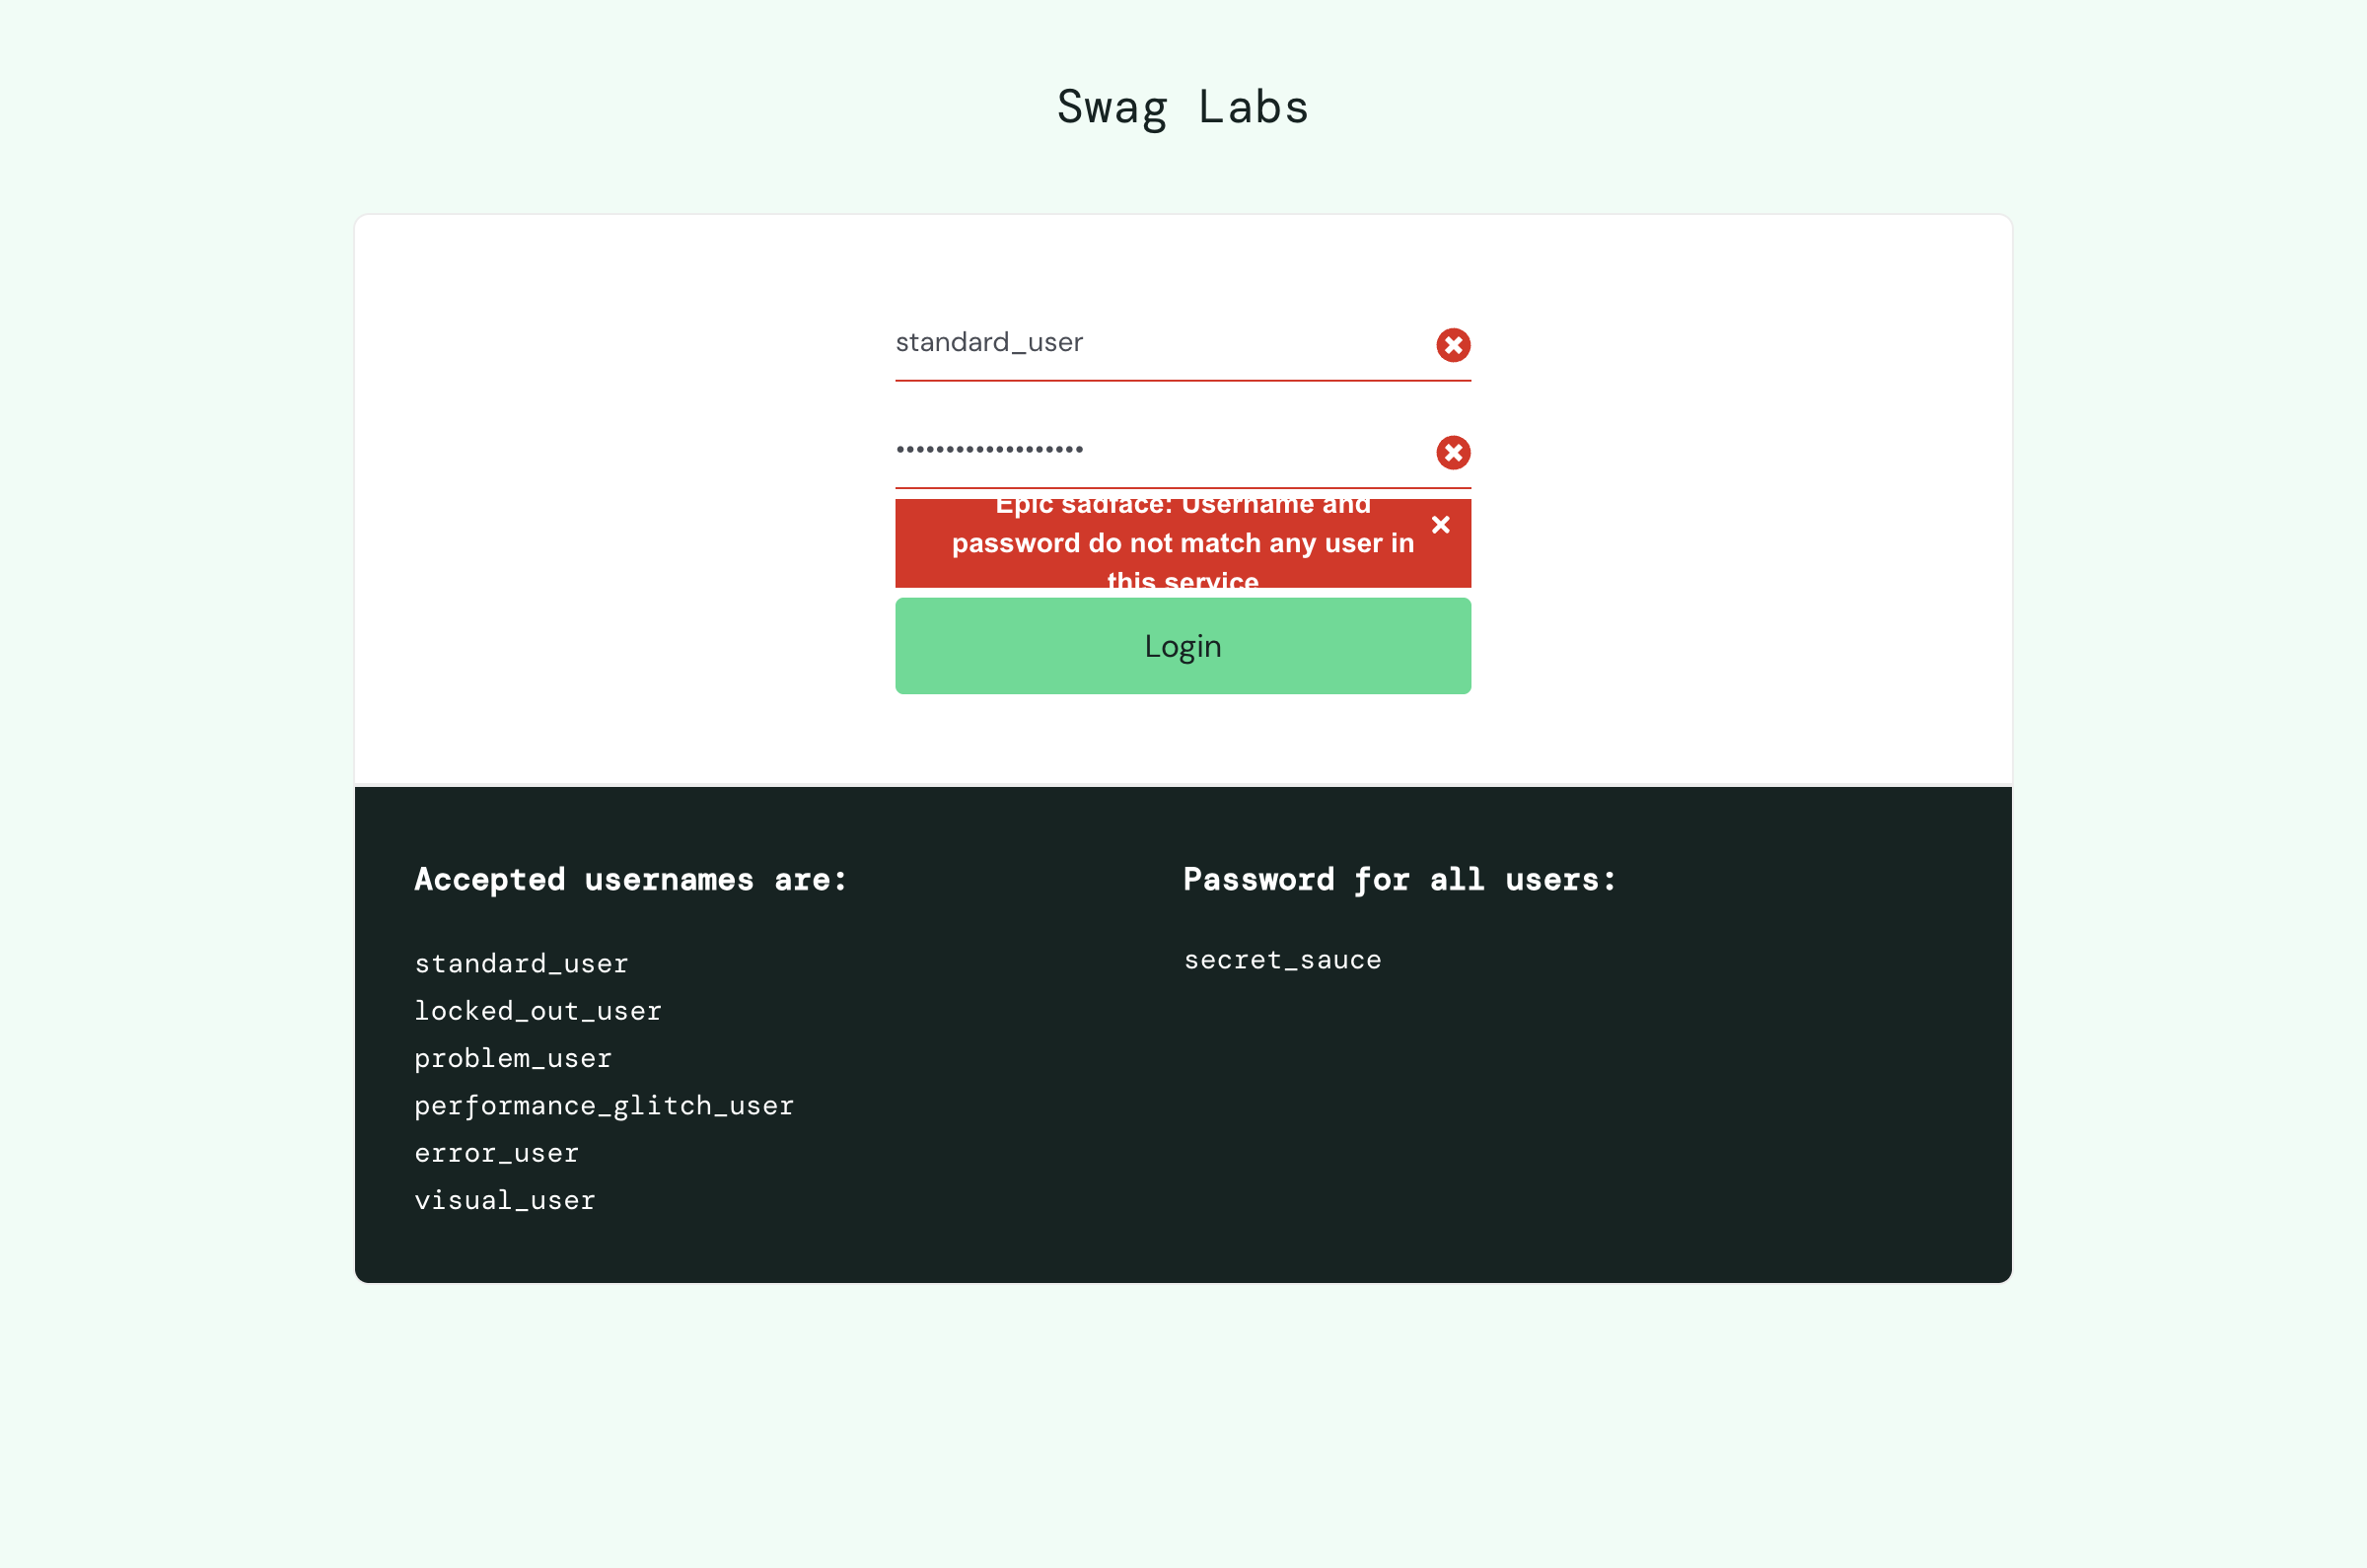 Swag Labs
standard_user
•••••••••••••••••••
Epic sadface: Username and
password do not match any user in
this service
Login
Accepted usernames are:
standard_user
locked_out_user
problem_user
performance_glitch_user
error_user
visual_user
Password for all users:
secret_sauce